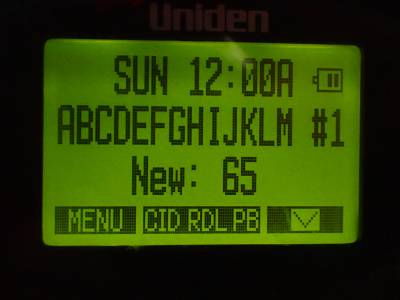 Uniden
SUN 12:00A
ABCDEFGHIJKLM #1
New: 65
MENU CID RDL PB